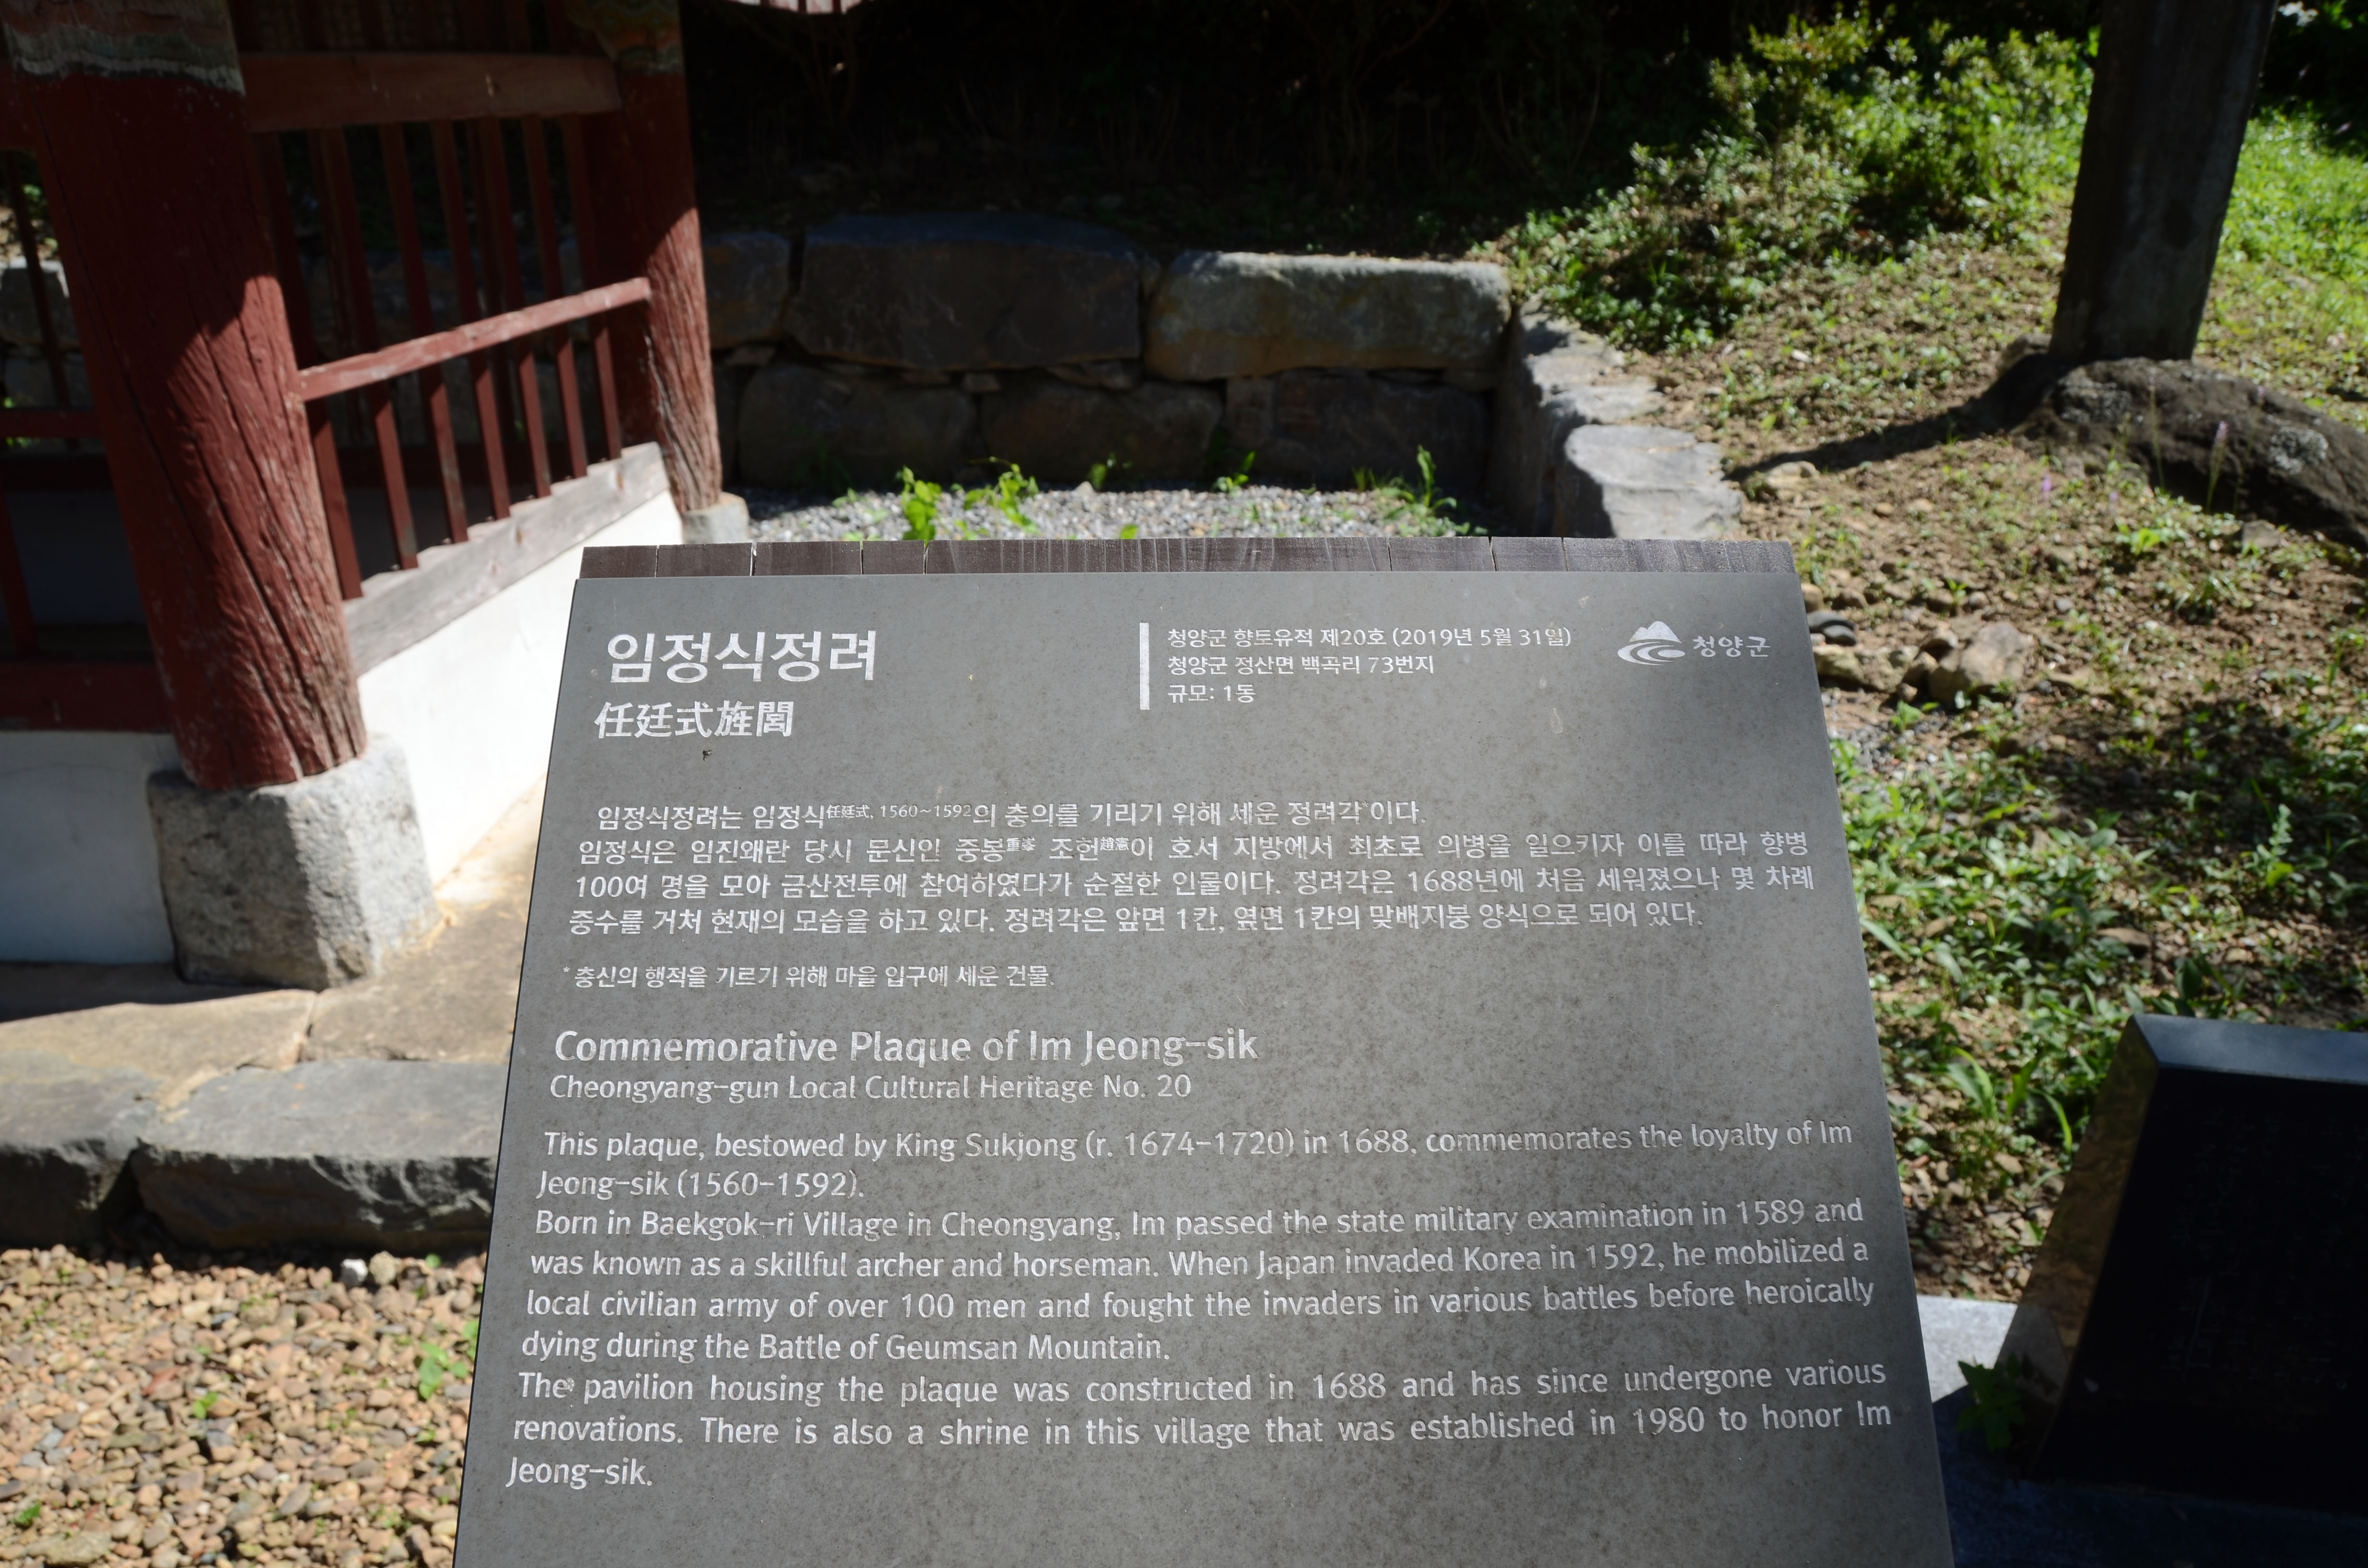 임정식정려
任廷式旌閭
청양군 향토유적 제20호 (2019년 5월 31일)
청양군 정산면 백곡리 73번지
규모: 1동
청양군
임정식정려는 임정식任廷式, 1560~1592의 충의를 기리기 위해 세운 정려각*이다.
임정식은 임진왜란 당시 문신인 중봉重峯 조헌趙憲이 호서 지방에서 최초로 의병을 일으키자 이를 따라 향병
100여 명을 모아 금산전투에 참여하였다가 순절한 인물이다. 정려각은 1688년에 처음 세워졌으나 몇 차례
중수를 거쳐 현재의 모습을 하고 있다. 정려각은 앞면 1칸, 옆면 1칸의 맞배지붕 양식으로 되어 있다.
* 충신의 행적을 기르기 위해 마을 입구에 세운 건물.
Commemorative Plaque of Im Jeong-sik
Cheongyang-gun Local Cultural Heritage No. 20
This plaque, bestowed by King Sukjong (r. 1674-1720) in 1688, commemorates the loyalty of Im
Jeong-sik (1560-1592).
Born in Baekgok-ri Village in Cheongyang, Im passed the state military examination in 1589 and
was known as a skillful archer and horseman. When Japan invaded Korea in 1592, he mobilized a
local civilian army of over 100 men and fought the invaders in various battles before heroically
dying during the Battle of Geumsan Mountain.
The pavilion housing the plaque was constructed in 1688 and has since undergone various
renovations. There is also a shrine in this village that was established in 1980 to honor Im
Jeong-sik.